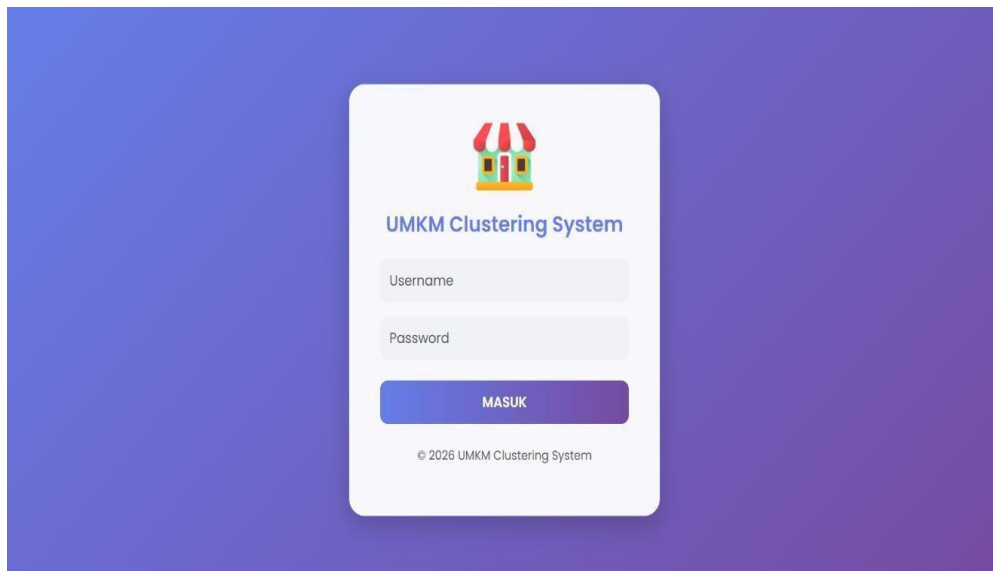 UMKM Clustering System
Username
Password
MASUK
© 2026 UMKM Clustering System